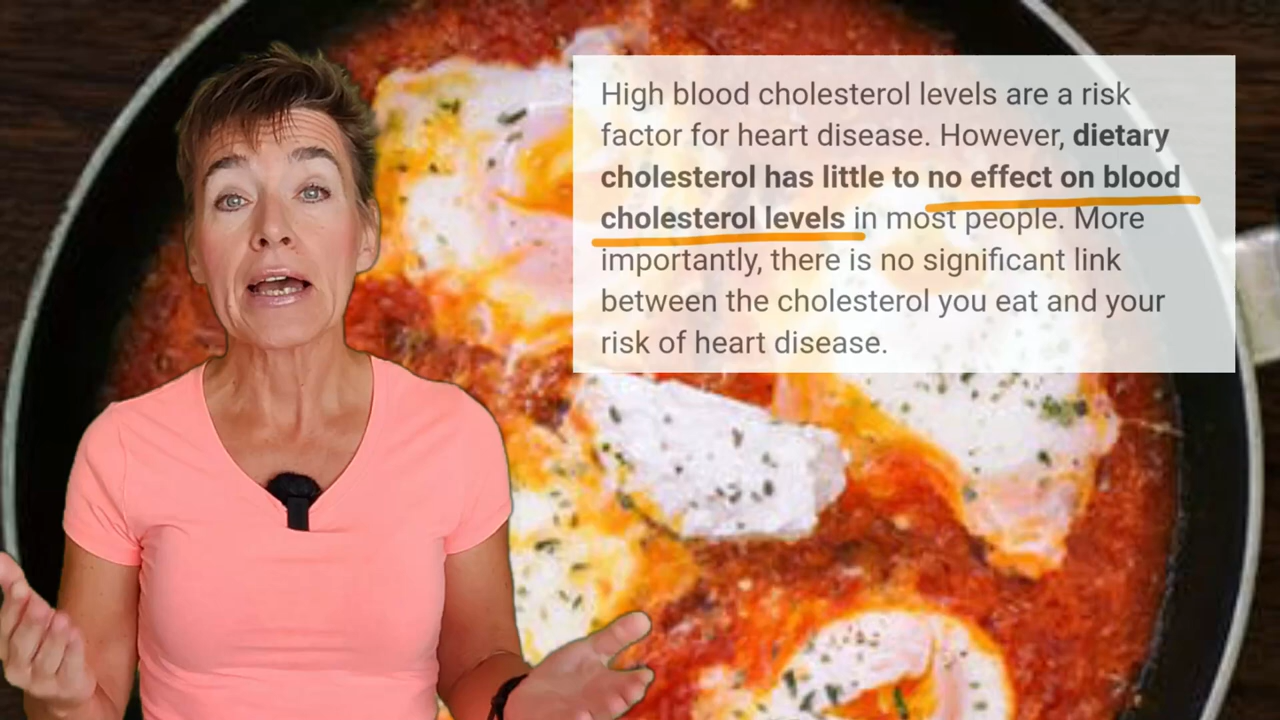 High blood cholesterol levels are a risk
factor for heart disease. However, dietary
cholesterol has little to no effect on blood
cholesterol levels in most people. More
importantly, there is no significant link
between the cholesterol you eat and your
risk of heart disease.